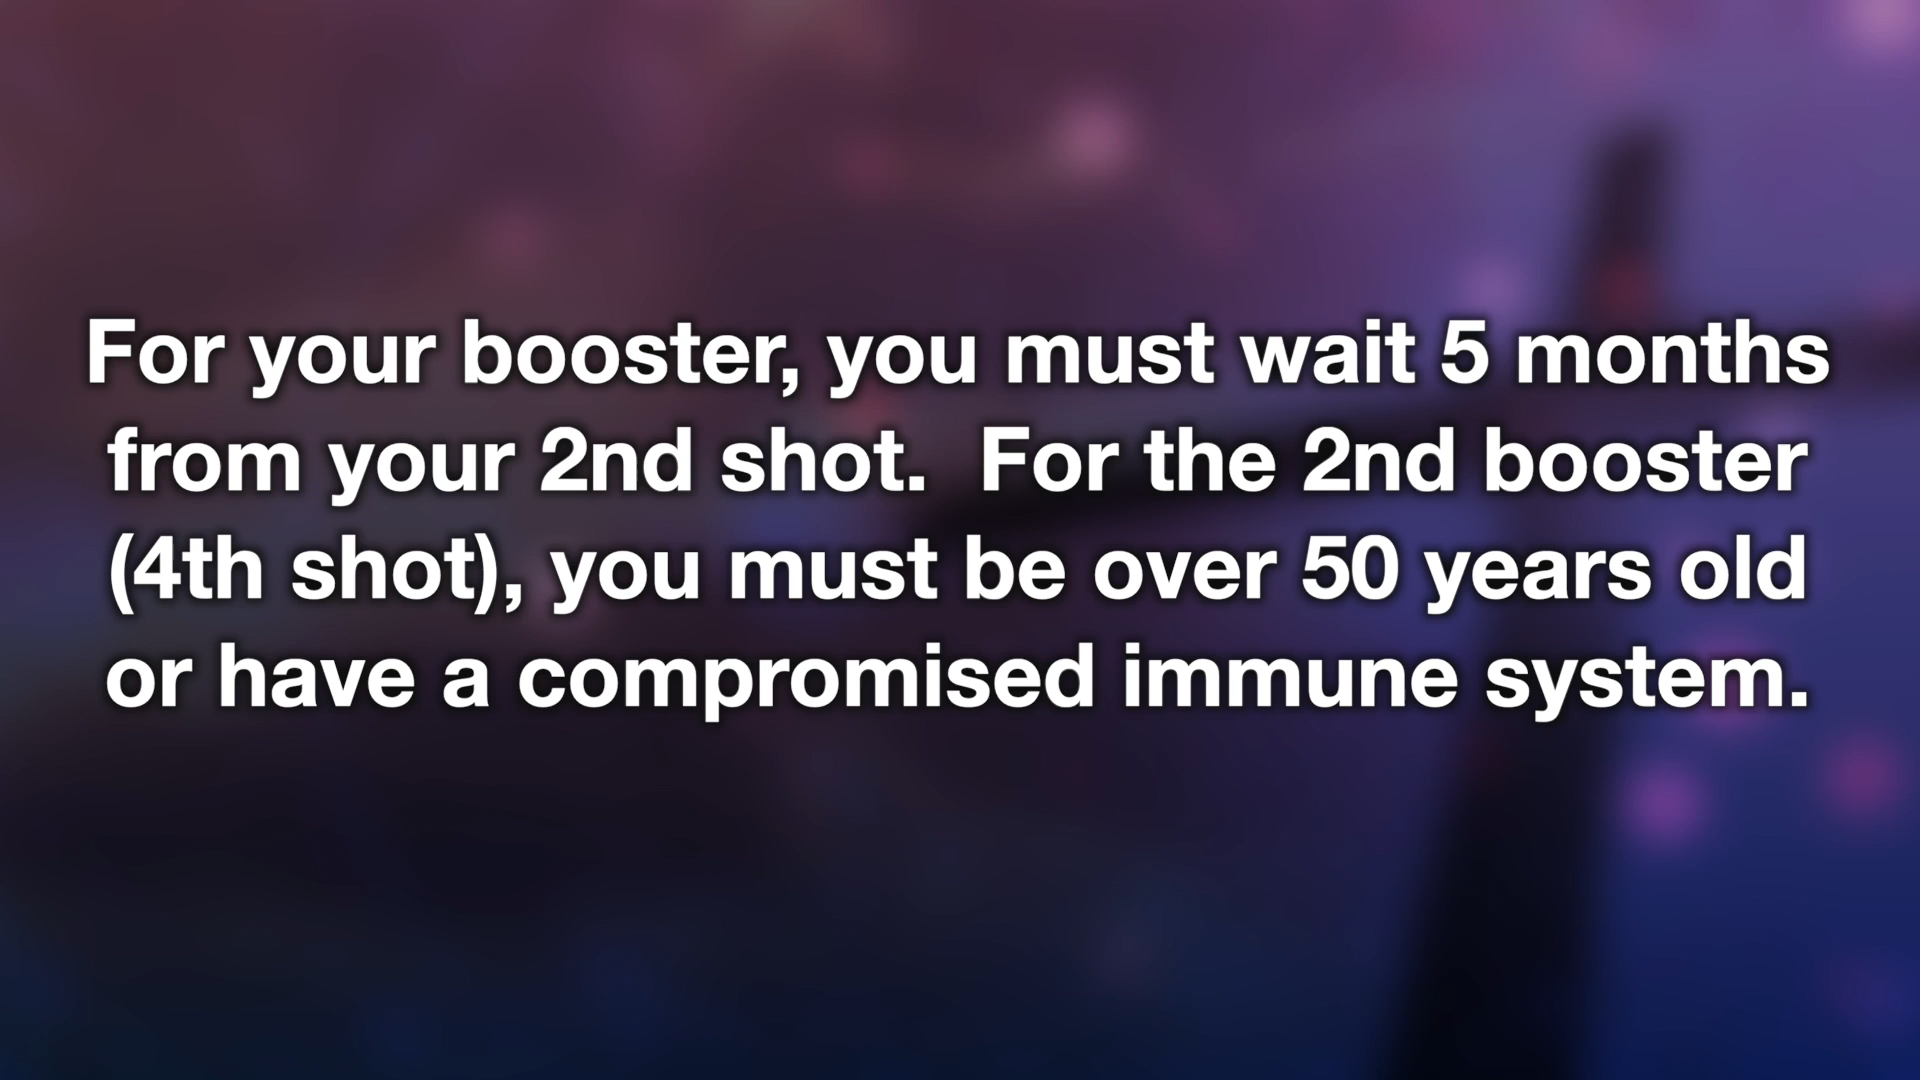 For your booster, you must wait 5 months
from your 2nd shot.  For the 2nd booster
(4th shot), you must be over 50 years old
or have a compromised immune system.